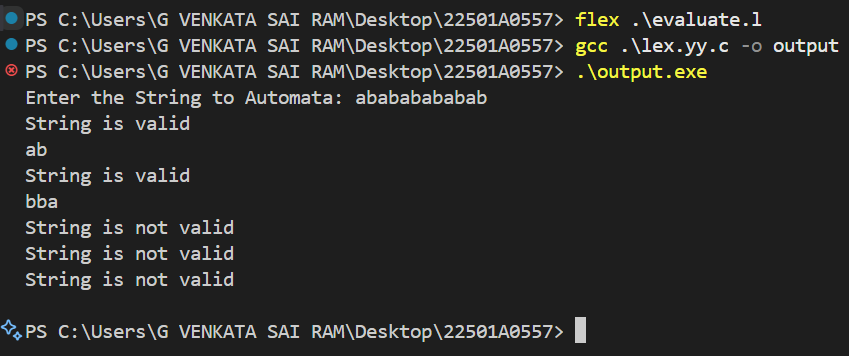 PS C:\Users\G VENKATA SAI RAM\Desktop\22501A0557> flex .\evaluate.l
PS C:\Users\G VENKATA SAI RAM\Desktop\22501A0557> gcc .\lex.yy.c -o output
PS C:\Users\G VENKATA SAI RAM\Desktop\22501A0557> .\output.exe
Enter the String to Automata: abababababab
String is valid
ab
String is valid
bba
String is not valid
String is not valid
String is not valid
PS C:\Users\G VENKATA SAI RAM\Desktop\22501A0557>